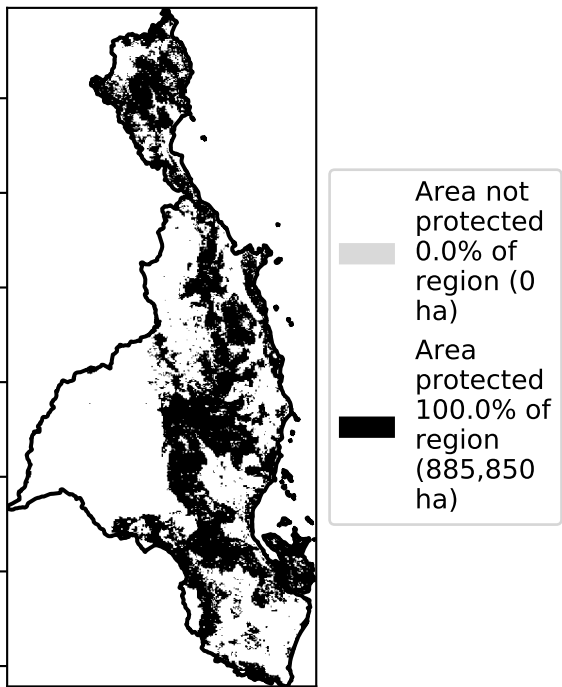 Area not
protected
0.0% of
region (0
ha)
Area
protected
100.0% of
region
(885,850
ha)